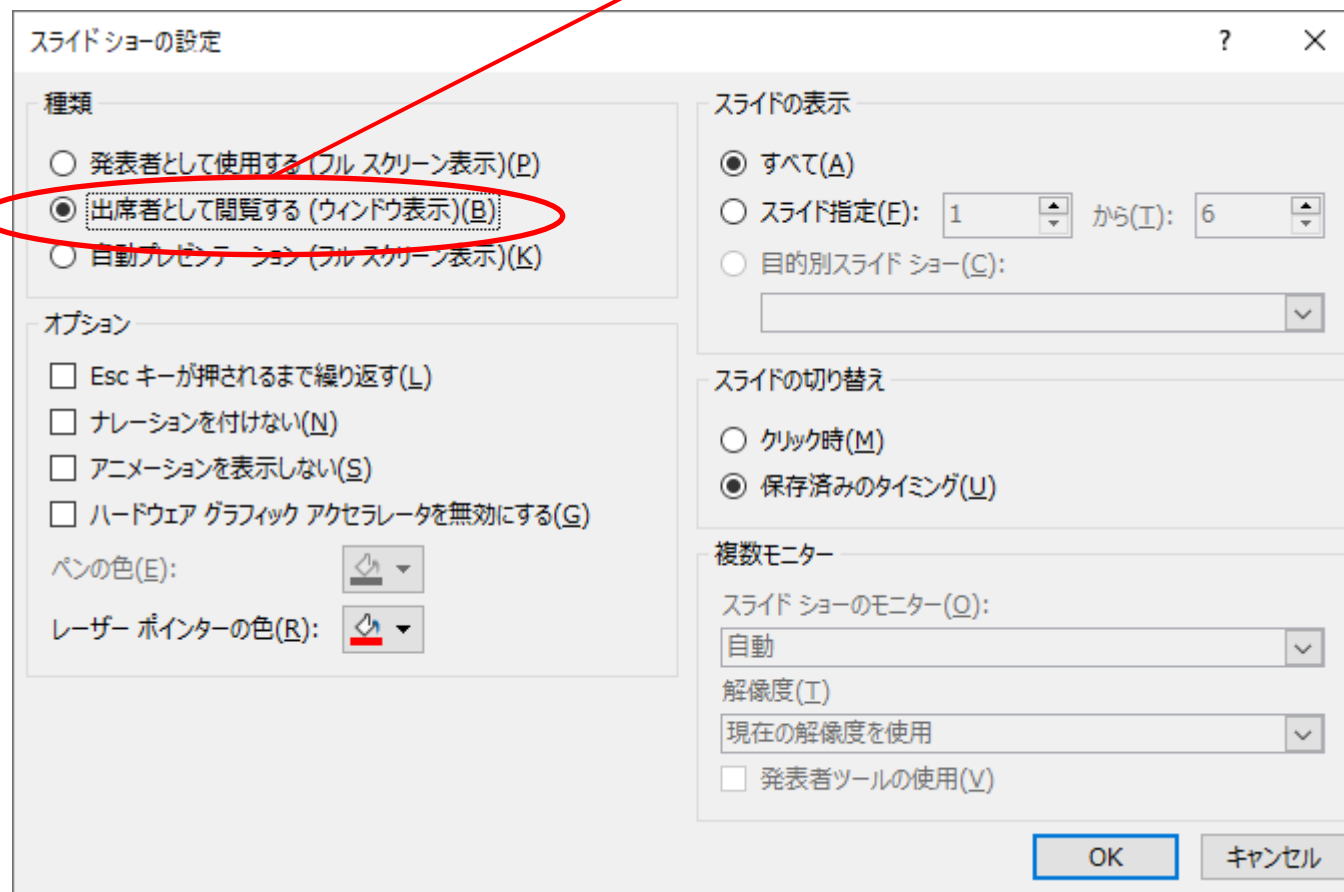 スライド ショーの設定
?
種類
発表者として使用する (フル スクリーン表示)(P)
出席者として閲覧する (ウィンドウ表示)(B)
自動プレゼンテーション (フル スクリーン表示)(K)
オプション
Esc キーが押されるまで繰り返す(L)
ナレーションを付けない(N)
アニメーションを表示しない(S)
ハードウェア グラフィック アクセラレータを無効にする(G)
ペンの色(E):
レーザー ポインターの色(R):
スライドの表示
すべて(A)
スライド指定(F): 1 から(T): 6
目的別スライド ショー(C):
スライドの切り替え
クリック時(M)
保存済みのタイミング(U)
複数モニター
スライド ショーのモニター(O):
自動
解像度(T)
現在の解像度を使用
発表者ツールの使用(V)
OK キャンセル